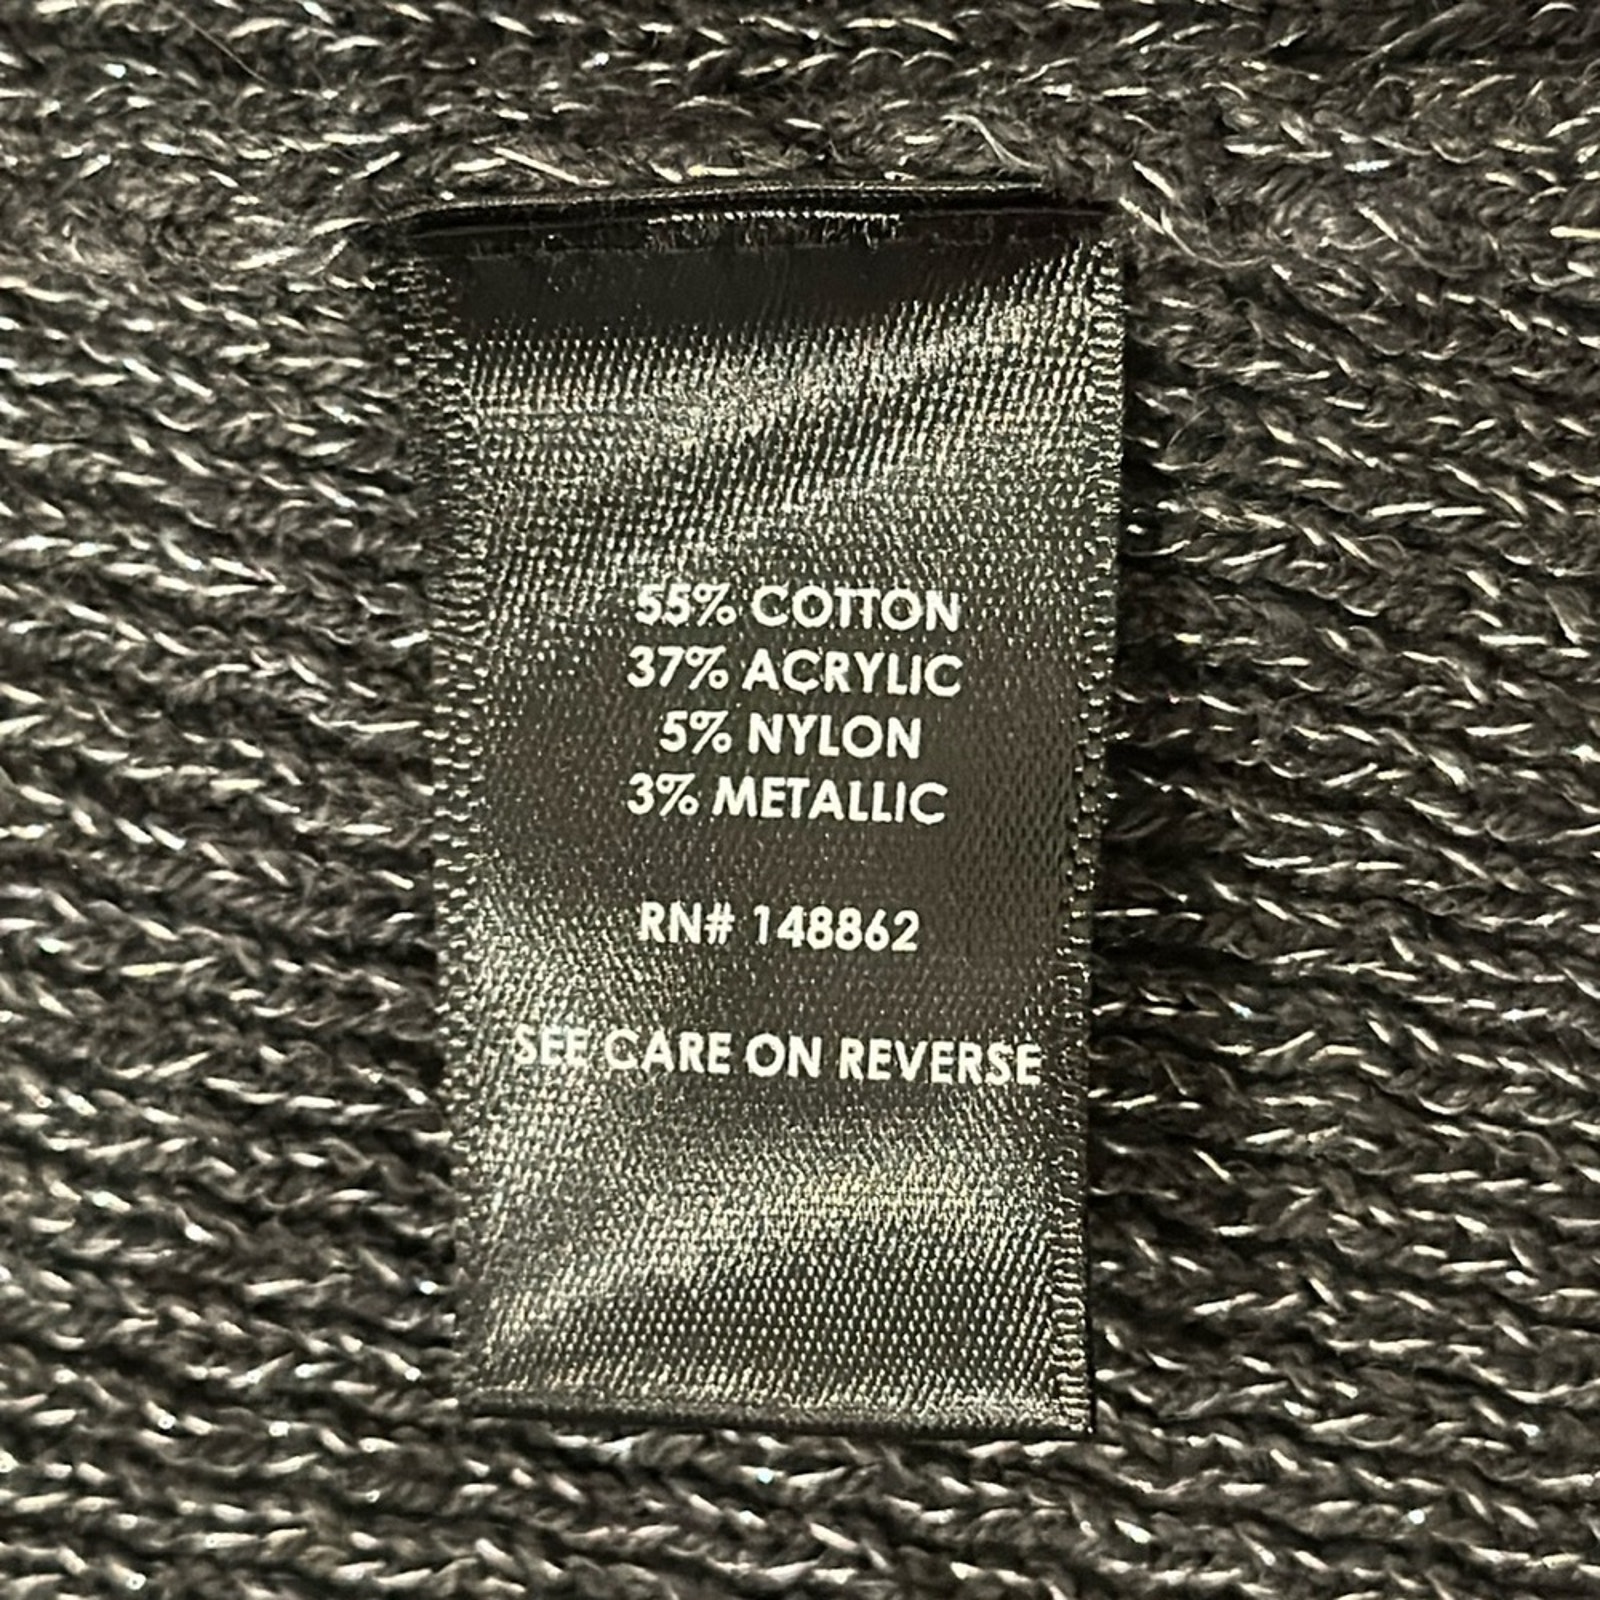 55% COTTON
37% ACRYLIC
5% NYLON
3% METALLIC
RN# 148862
SEE CARE ON REVERSE